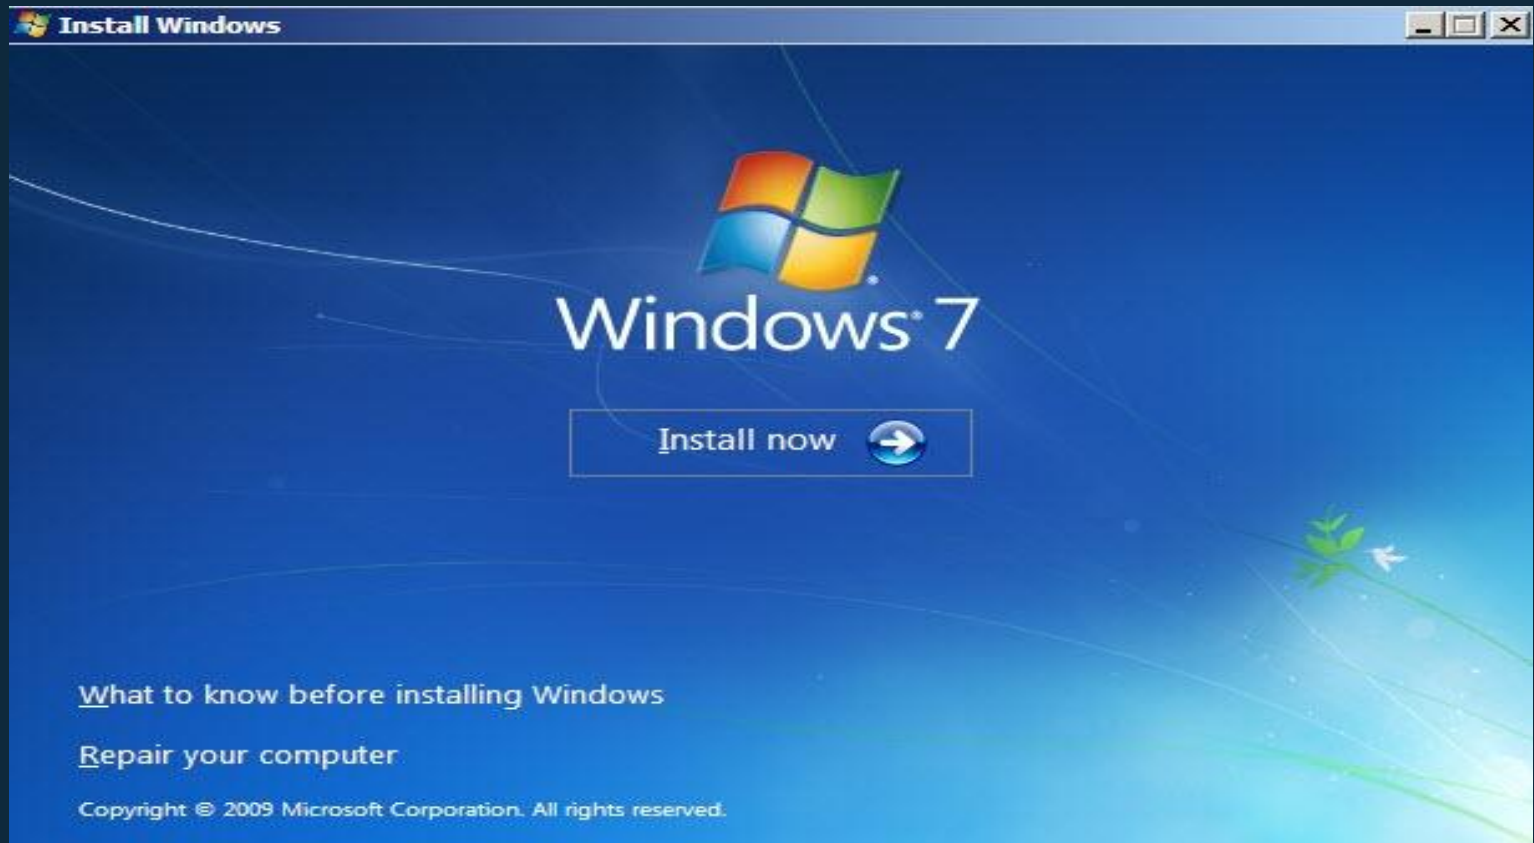 Install Windows
Windows® 7
Install now
What to know before installing Windows
Repair your computer
Copyright © 2009 Microsoft Corporation. All rights reserved.